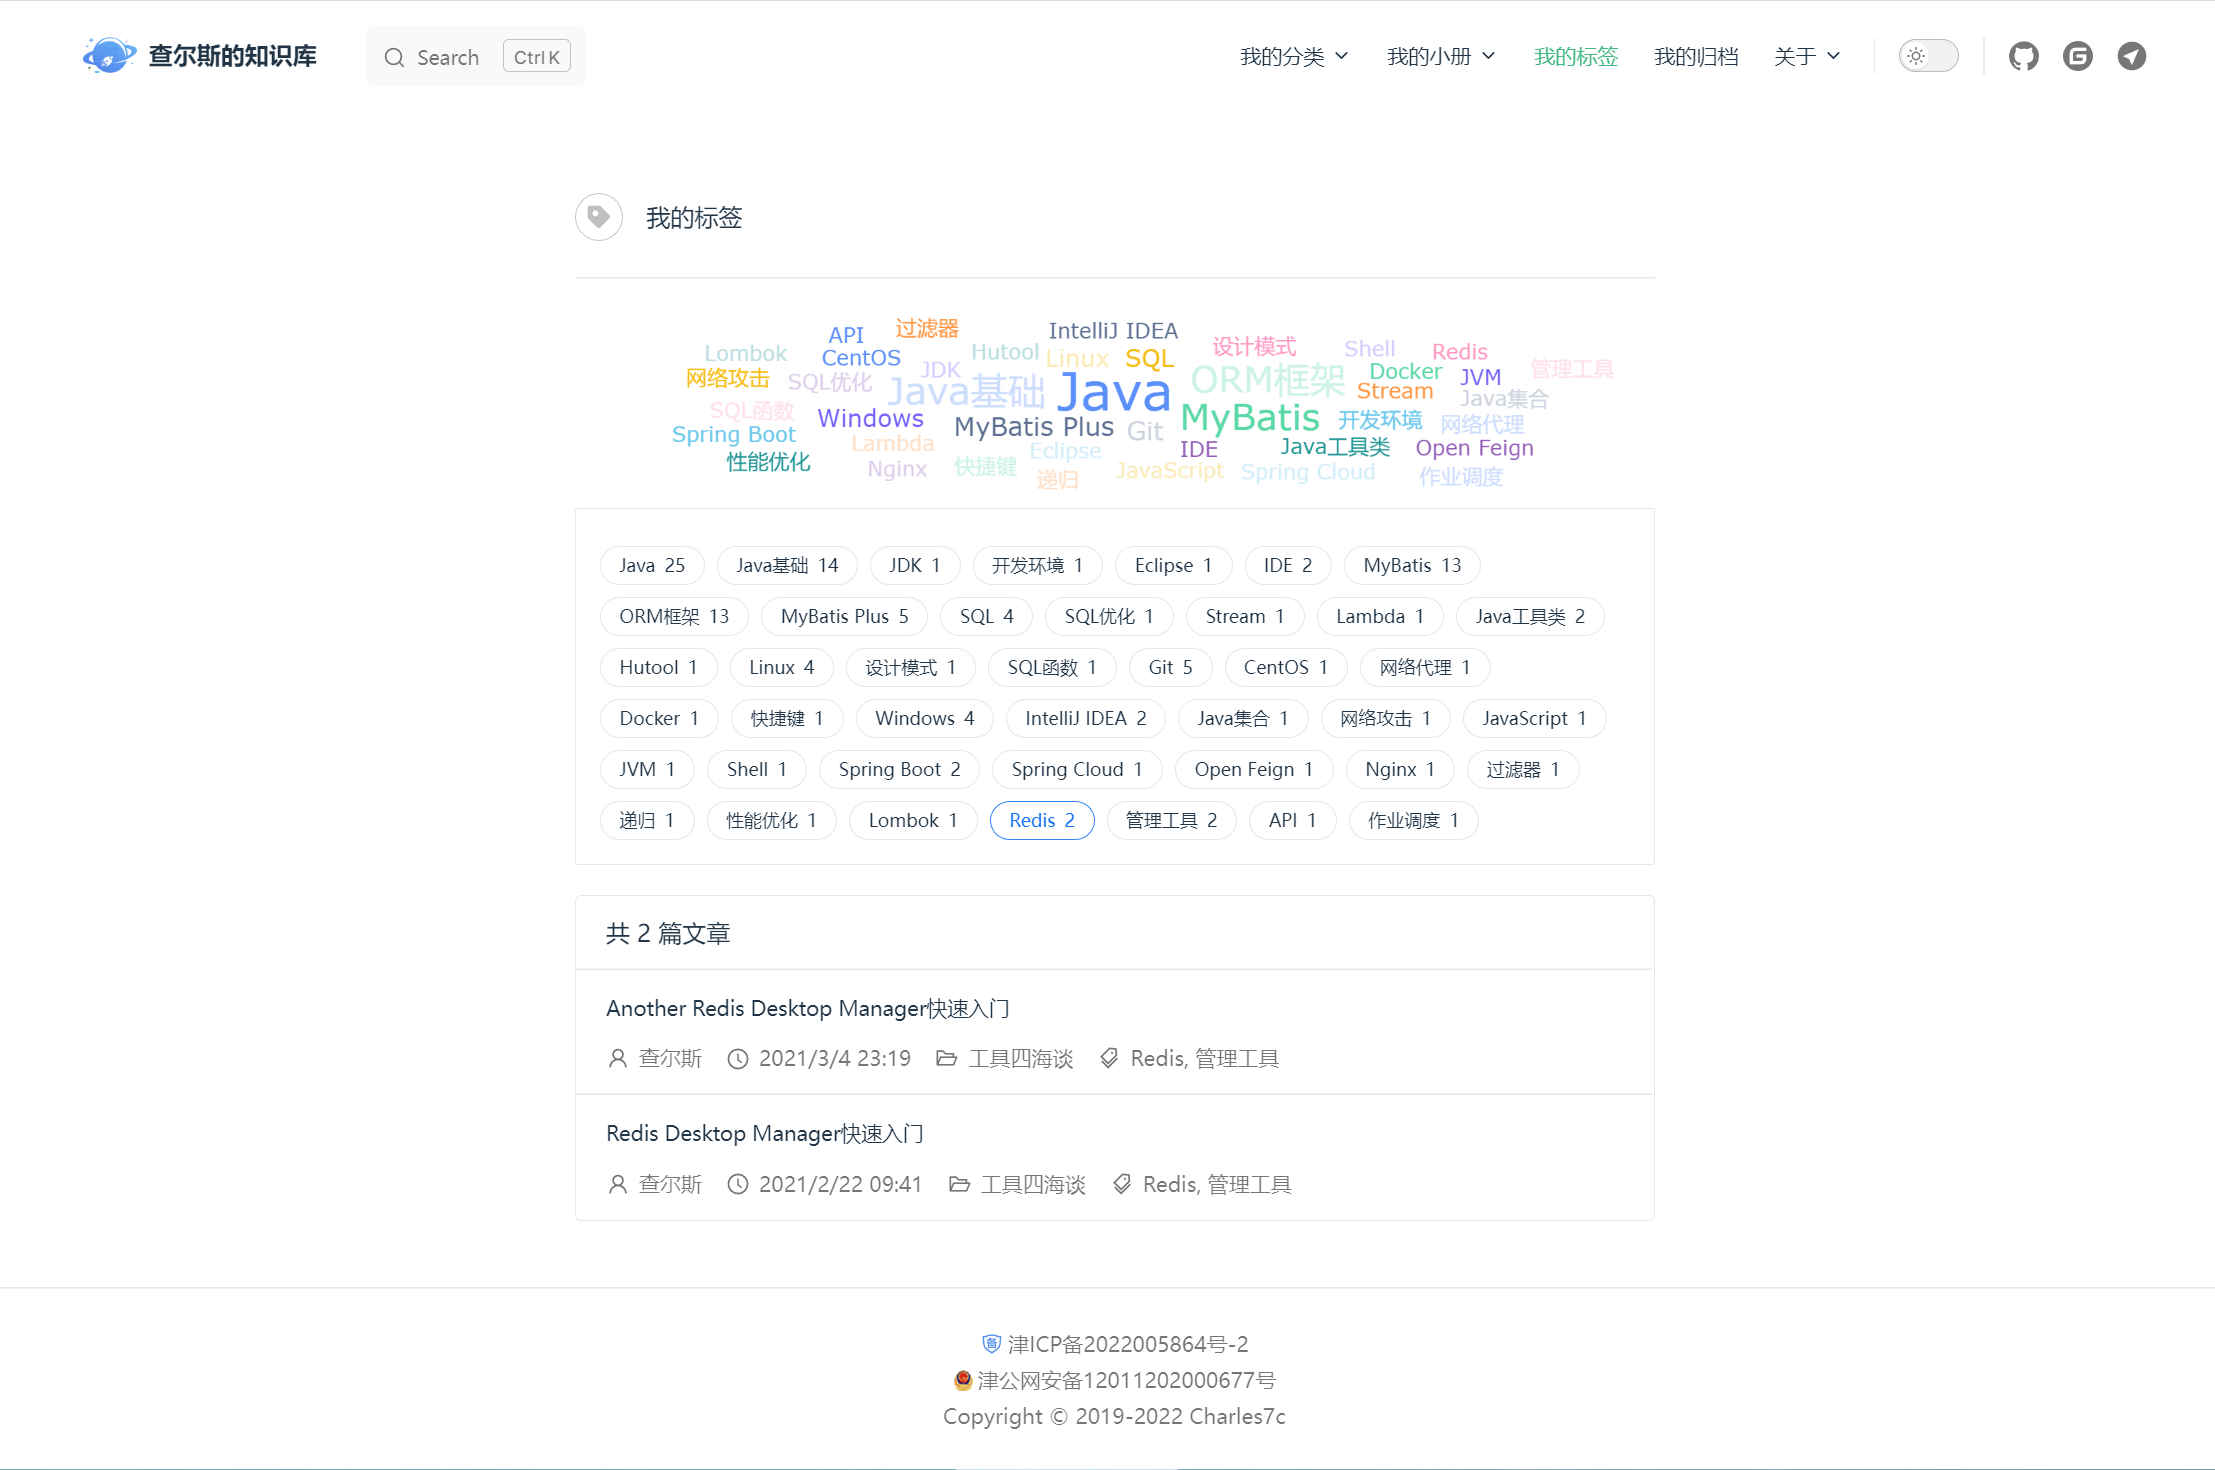 查尔斯的知识库 Search Ctrl K 我的分类 我的小册 我的标签 我的归档 关于
我的标签
API 过滤器 IntelliJ IDEA
Lombok CentOS Hutool Linux SQL 设计模式 Shell Redis
网络攻击 SQL优化 JDK Java基础 Java ORM框架 Docker JVM 管理工具
Stream Java集合
SQL函数 Windows MyBatis Plus Git MyBatis 开发环境 网络代理
Spring Boot Lambda Eclipse IDE Java工具类 Open Feign
性能优化 Nginx 快捷键 递归 JavaScript Spring Cloud 作业调度
Java 25 Java基础 14 JDK 1 开发环境 1 Eclipse 1 IDE 2 MyBatis 13
ORM框架 13 MyBatis Plus 5 SQL 4 SQL优化 1 Stream 1 Lambda 1 Java工具类 2
Hutool 1 Linux 4 设计模式 1 SQL函数 1 Git 5 CentOS 1 网络代理 1
Docker 1 快捷键 1 Windows 4 IntelliJ IDEA 2 Java集合 1 网络攻击 1 JavaScript 1
JVM 1 Shell 1 Spring Boot 2 Spring Cloud 1 Open Feign 1 Nginx 1 过滤器 1
递归 1 性能优化 1 Lombok 1 Redis 2 管理工具 2 API 1 作业调度 1
共 2 篇文章
Another Redis Desktop Manager快速入门
查尔斯 2021/3/4 23:19 工具四海谈 Redis, 管理工具
Redis Desktop Manager快速入门
查尔斯 2021/2/22 09:41 工具四海谈 Redis, 管理工具
津ICP备2022005864号-2
津公网安备12011202000677号
Copyright © 2019-2022 Charles7c